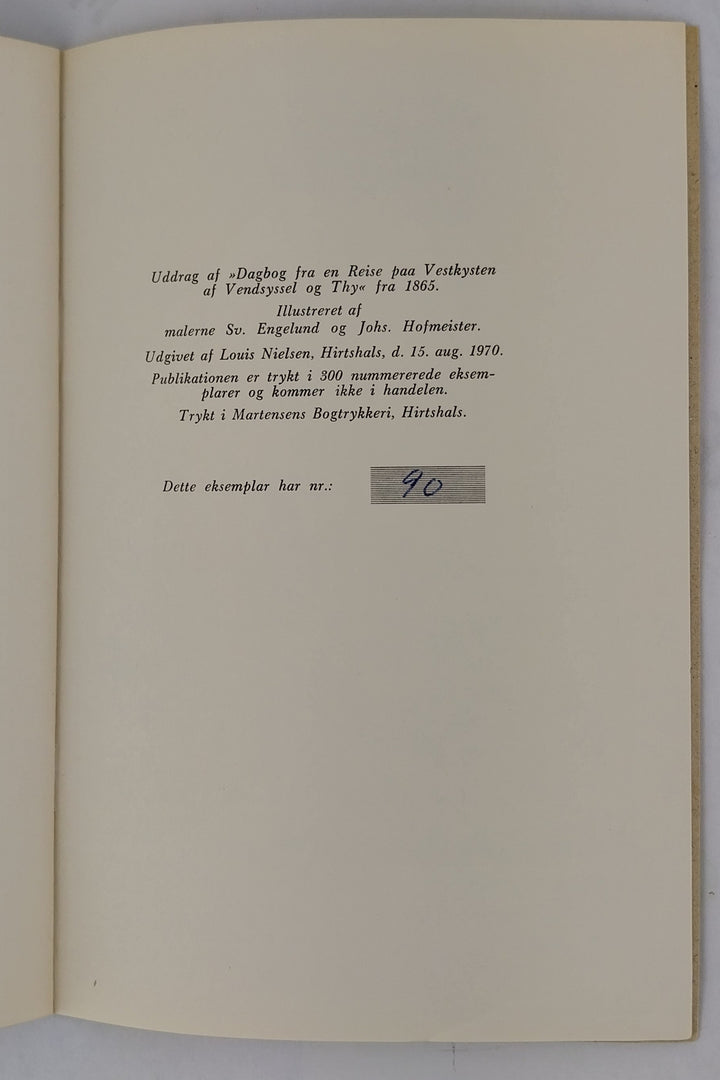 Uddrag af »Dagbog fra en Reise paa Vestkysten
af Vendsyssel og Thy« fra 1865.
Illustreret af
malerne Sv. Engelund og Johs. Hofmeister.
Udgivet af Louis Nielsen, Hirtshals, d. 15. aug. 1970.
Publikationen er trykt i 300 nummererede eksem-
plarer og kommer ikke i handelen.
Trykt i Martensens Bogtrykkeri, Hirtshals.
Dette eksemplar har nr.: 90